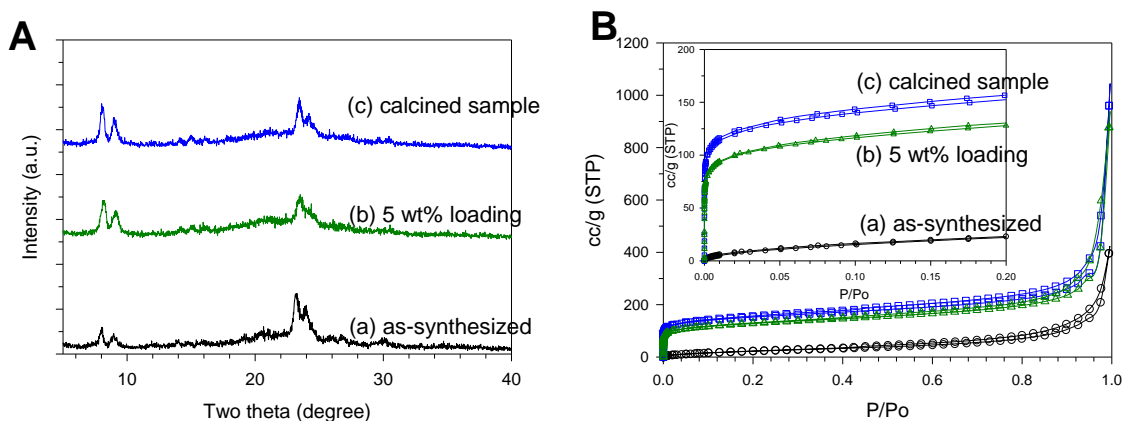 A
Intensity (a.u.)
(c) calcined sample
(b) 5 wt% loading
(a) as-synthesized
10
20
30
40
Two theta (degree)
B
cc/g (STP)
1200
1000
800
600
400
200
0
0.0
0.2
0.4
0.6
0.8
1.0
P/Po
cc/g (STP)
200
150
100
50
0
(c) calcined sample
(b) 5 wt% loading
(a) as-synthesized
0.00
0.05
0.10
0.15
0.20
P/Po